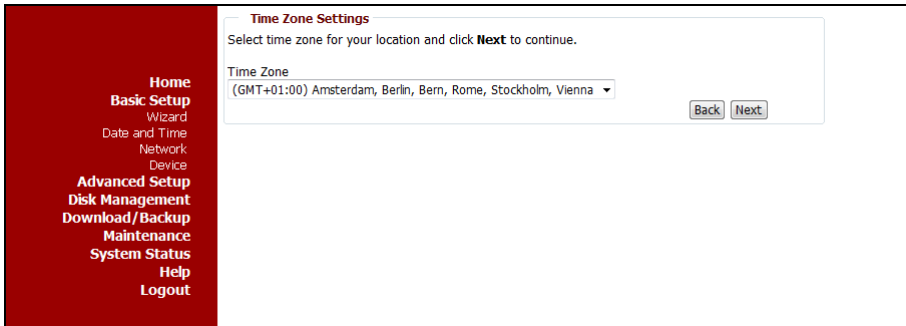 Home
Basic Setup
Wizard
Date and Time
Network
Device
Advanced Setup
Disk Management
Download/Backup
Maintenance
System Status
Help
Logout
Time Zone Settings
Select time zone for your location and click Next to continue.
Time Zone
(GMT+01:00) Amsterdam, Berlin, Bern, Rome, Stockholm, Vienna
Back Next